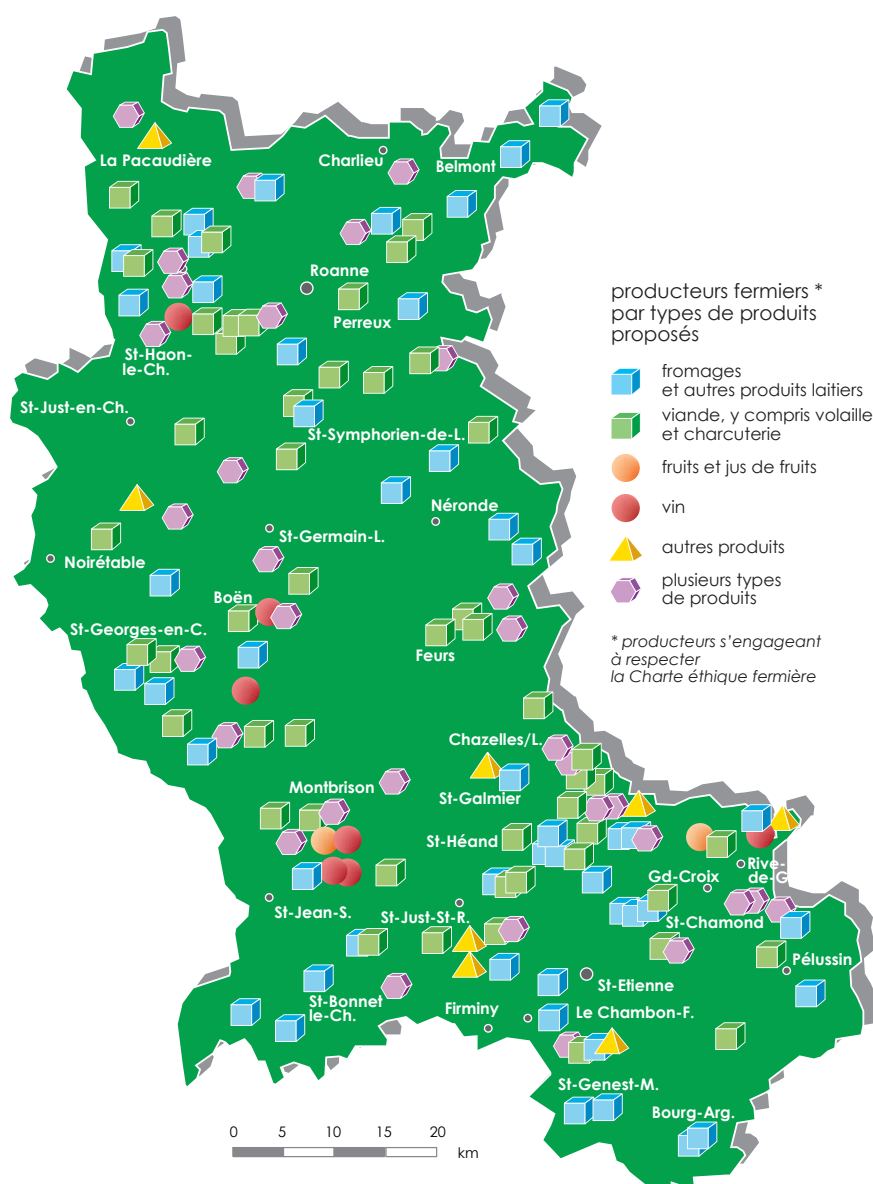 La Pacaudière
Charlieu
Belmont
Roanne
Perreux
St-Haon-
le-Ch.
St-Just-en-Ch.
St-Symphorien-de-L.
Néronde
St-Germain-L.
Noirétable
Boën
St-Georges-en-C.
Feurs
Chazelles/L.
Montbrison
St-Galmier
St-Héand
Rive-
de-G
Gd-Croix
St-Jean-S.
St-Just-St-R.
St-Chamond
Pélussin
St-Etienne
St-Bonnet
le-Ch.
Firminy
Le Chambon-F.
St-Genest-M.
Bourg-Arg.
0 5 10 15 20
km
producteurs fermiers *
par types de produits
proposés
fromages
et autres produits laitiers
viande, y compris volaille
et charcuterie
fruits et jus de fruits
vin
autres produits
plusieurs types
de produits
* producteurs s'engageant
à respecter
la Charte éthique fermière